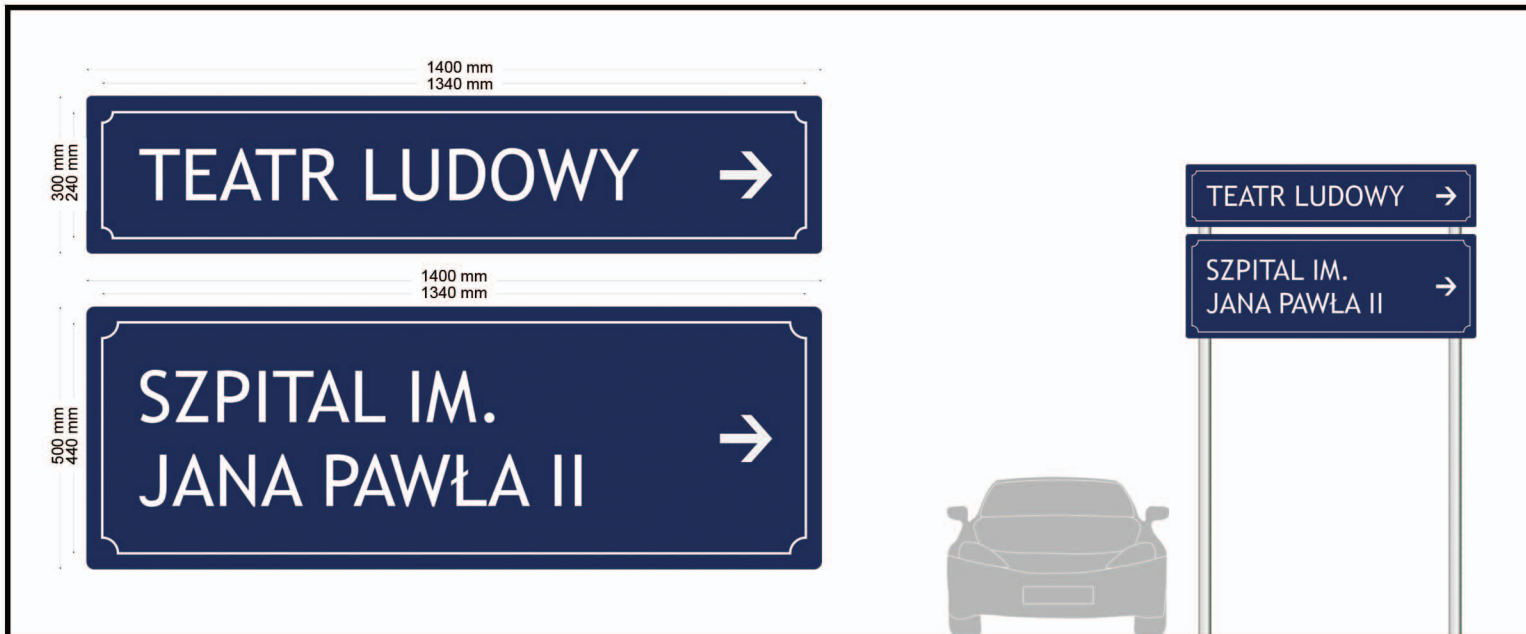 1400 mm
1340 mm
300 mm
240 mm
TEATR LUDOWY
1400 mm
1340 mm
500 mm
440 mm
SZPITAL IM.
JANA PAWŁA II
TEATR LUDOWY
SZPITAL IM.
JANA PAWŁA II